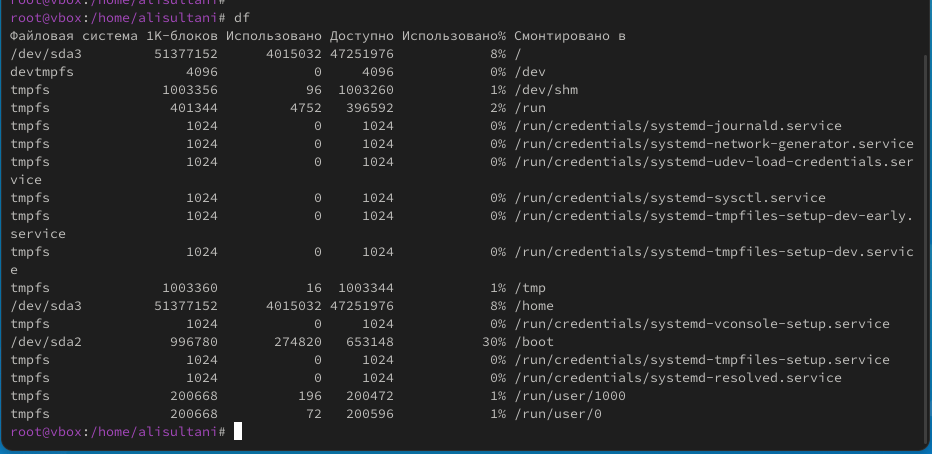 root@vbox:/home/alisultani#
root@vbox:/home/alisultani# df
Файловая система 1K-блоков Использовано Доступно Использовано% Смонтировано в
/dev/sda3         51377152      4015032 47251976            8% /
devtmpfs              4096            0     4096            0% /dev
tmpfs              1003356           96  1003260            1% /dev/shm
tmpfs               401344         4752   396592            2% /run
tmpfs                 1024            0     1024            0% /run/credentials/systemd-journald.service
tmpfs                 1024            0     1024            0% /run/credentials/systemd-network-generator.service
tmpfs                 1024            0     1024            0% /run/credentials/systemd-udev-load-credentials.ser
vice
tmpfs                 1024            0     1024            0% /run/credentials/systemd-sysctl.service
tmpfs                 1024            0     1024            0% /run/credentials/systemd-tmpfiles-setup-dev-early.
service
tmpfs                 1024            0     1024            0% /run/credentials/systemd-tmpfiles-setup-dev.servic
e
tmpfs              1003360           16  1003344            1% /tmp
/dev/sda3         51377152      4015032 47251976            8% /home
tmpfs                 1024            0     1024            0% /run/credentials/systemd-vconsole-setup.service
/dev/sda2           996780       274820   653148           30% /boot
tmpfs                 1024            0     1024            0% /run/credentials/systemd-tmpfiles-setup.service
tmpfs                 1024            0     1024            0% /run/credentials/systemd-resolved.service
tmpfs               200668          196   200472            1% /run/user/1000
tmpfs               200668           72   200596            1% /run/user/0
root@vbox:/home/alisultani#